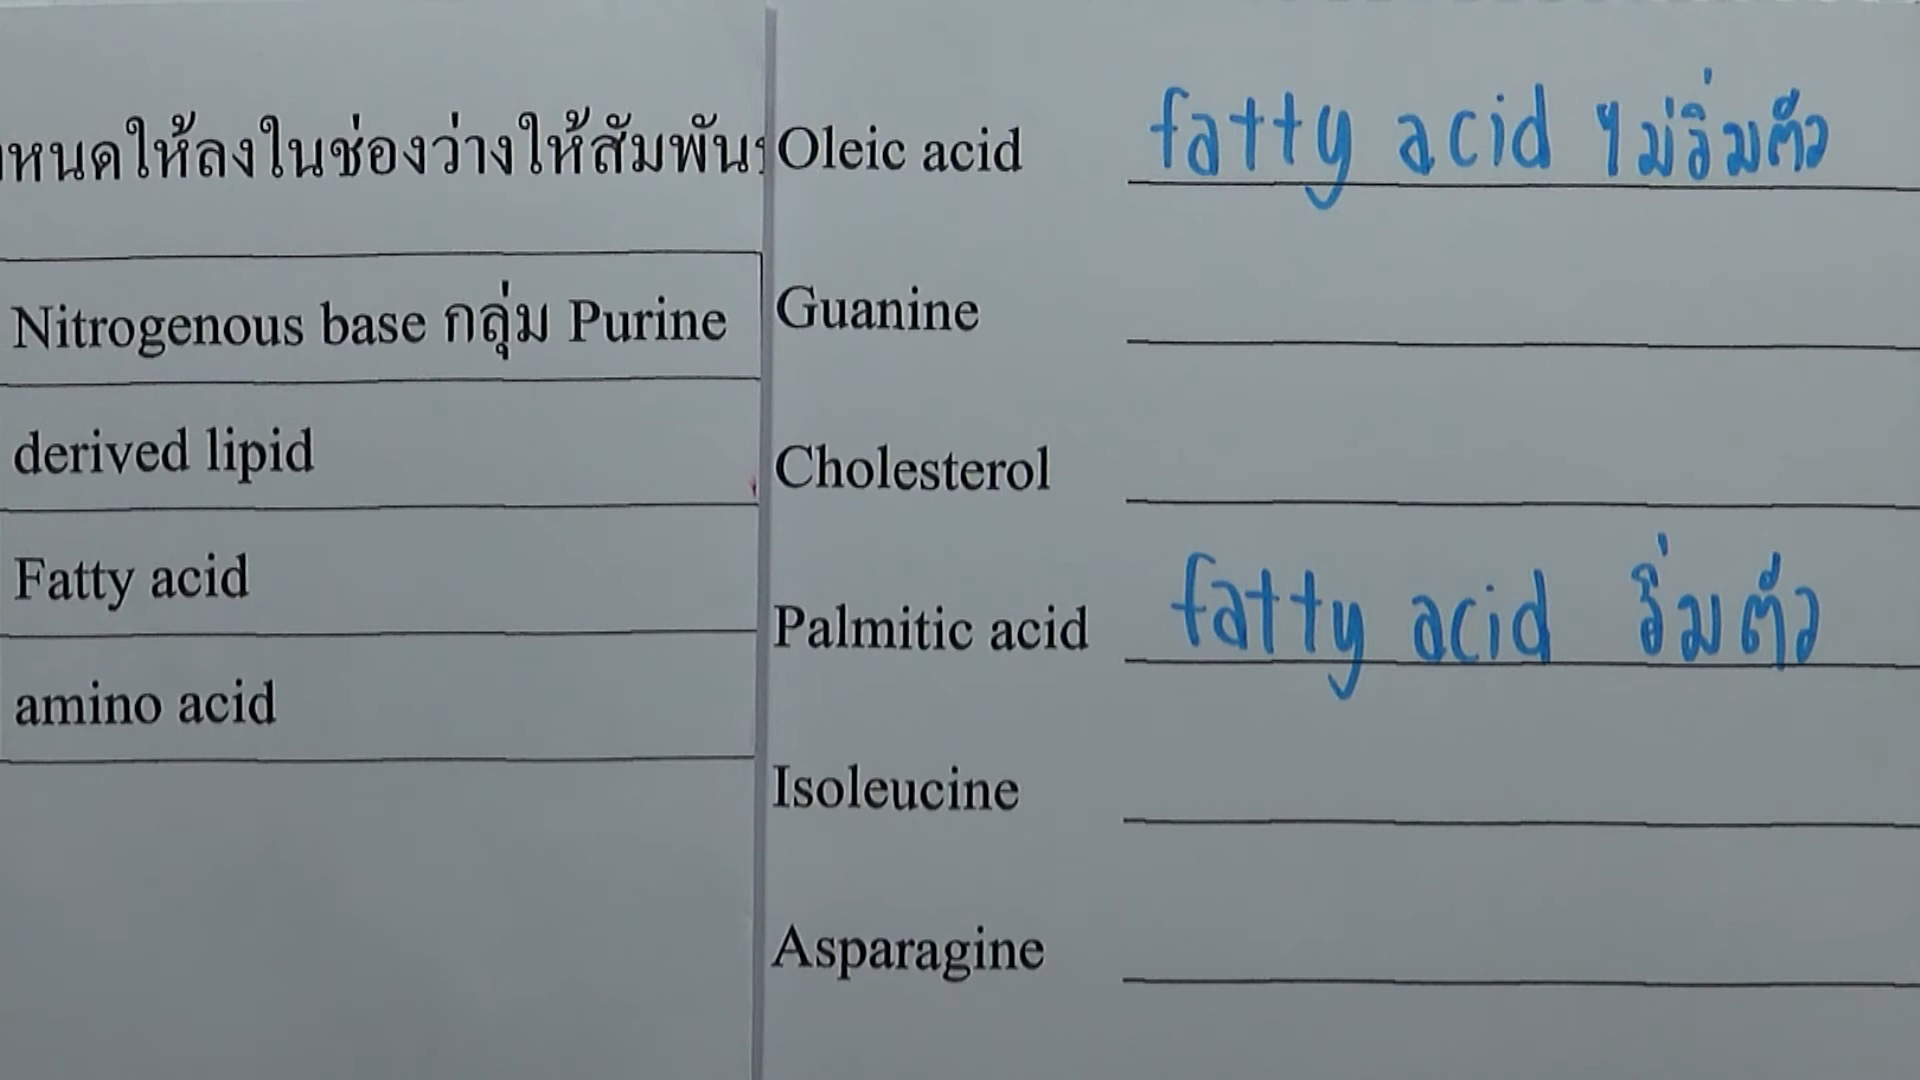 หนดให้ลงในช่องว่างให้สัมพัน
Nitrogenous base กลุ่ม Purine
derived lipid
Fatty acid
amino acid
Oleic acid fatty acid ไม่อิ่มตัว
Guanine
Cholesterol
Palmitic acid fatty acid อิ่มตัว
Isoleucine
Asparagine